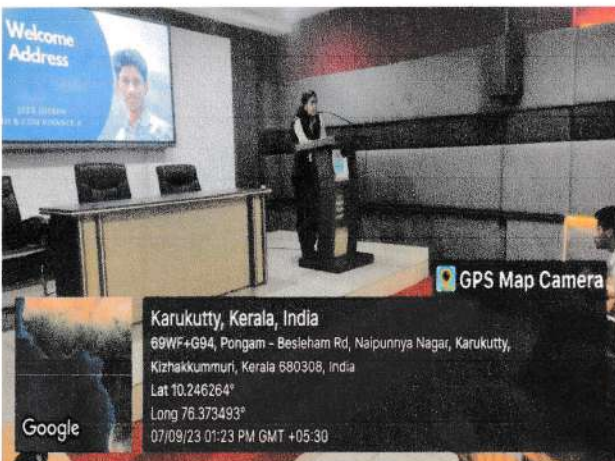 Welcome
Address
GPS Map Camera
Karukutty, Kerala, India
69WF+G94, Pongam - Besleham Rd, Naipunnya Nagar, Karukutty,
Kizhakkummuri, Kerala 680308, India
Lat 10.246264°
Long 76.373493°
07/09/23 01:23 PM GMT +05:30
Google